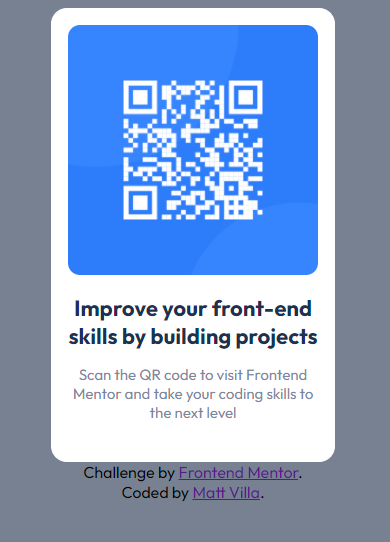 Improve your front-end
skills by building projects
Scan the QR code to visit Frontend
Mentor and take your coding skills to
the next level
Challenge by Frontend Mentor.
Coded by Matt Villa.